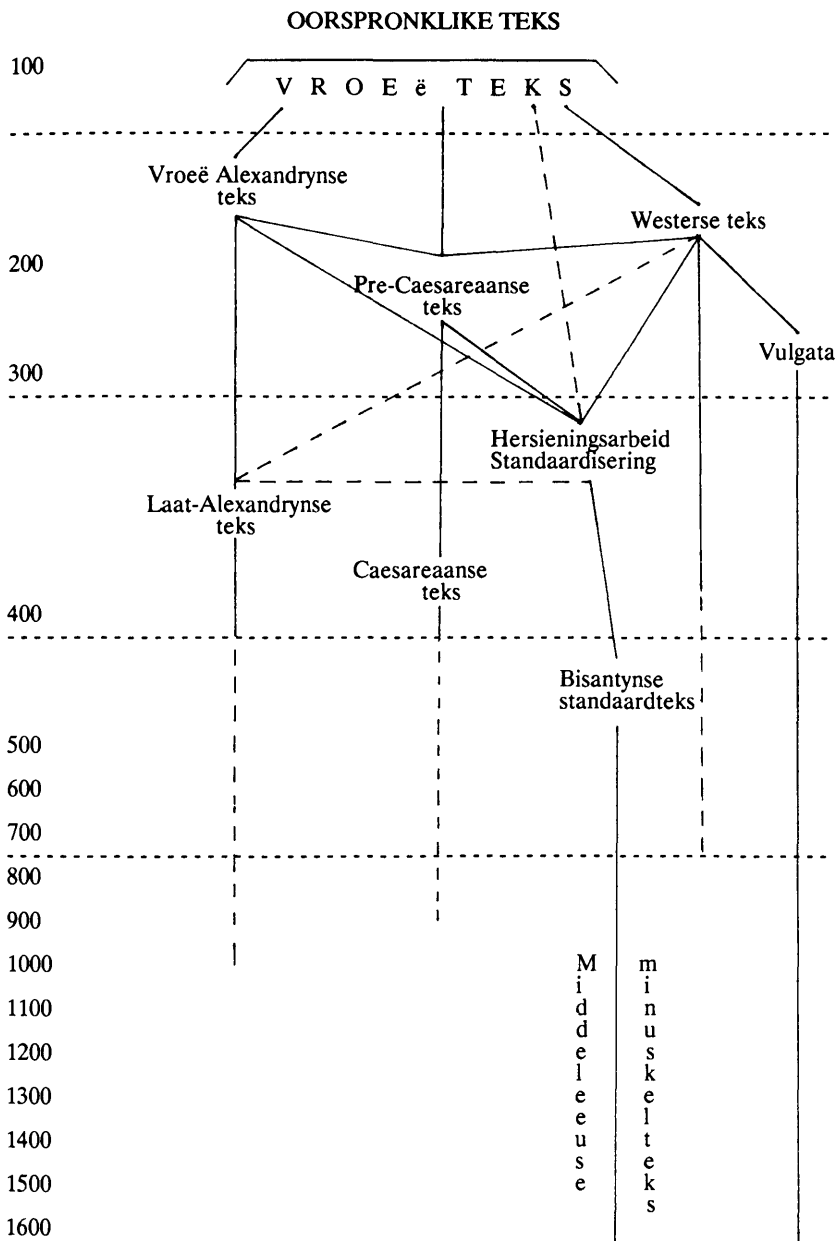 OORSPRONKLIKE TEKS
100
V R O E ë T E K S
Vroeë Alexandrynse
teks
Westerse teks
200
Pre-Caesareaanse
teks
Vulgata
300
Hersieningsarbeid
Standaardisering
Laat-Alexandrynse
teks
Caesareaanse
teks
400
Bisantynse
standaardteks
500
600
700
800
900
1000
1100
1200
1300
1400
1500
1600
Middeleeuse
minuskelteks